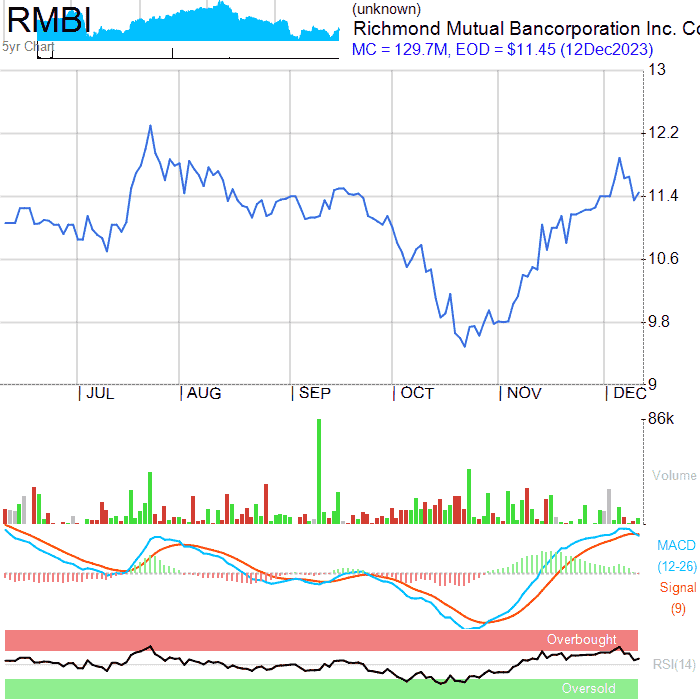 RMBI
5yr Chart
(unknown)
Richmond Mutual Bancorporation Inc. Co
MC = 129.7M, EOD = $11.45 (12Dec2023)
13
12.2
11.4
10.6
9.8
9
JUL AUG SEP OCT NOV DEC
86k
Volume
MACD
(12-26)
Signal
(9)
Overbought
RSI(14)
Oversold